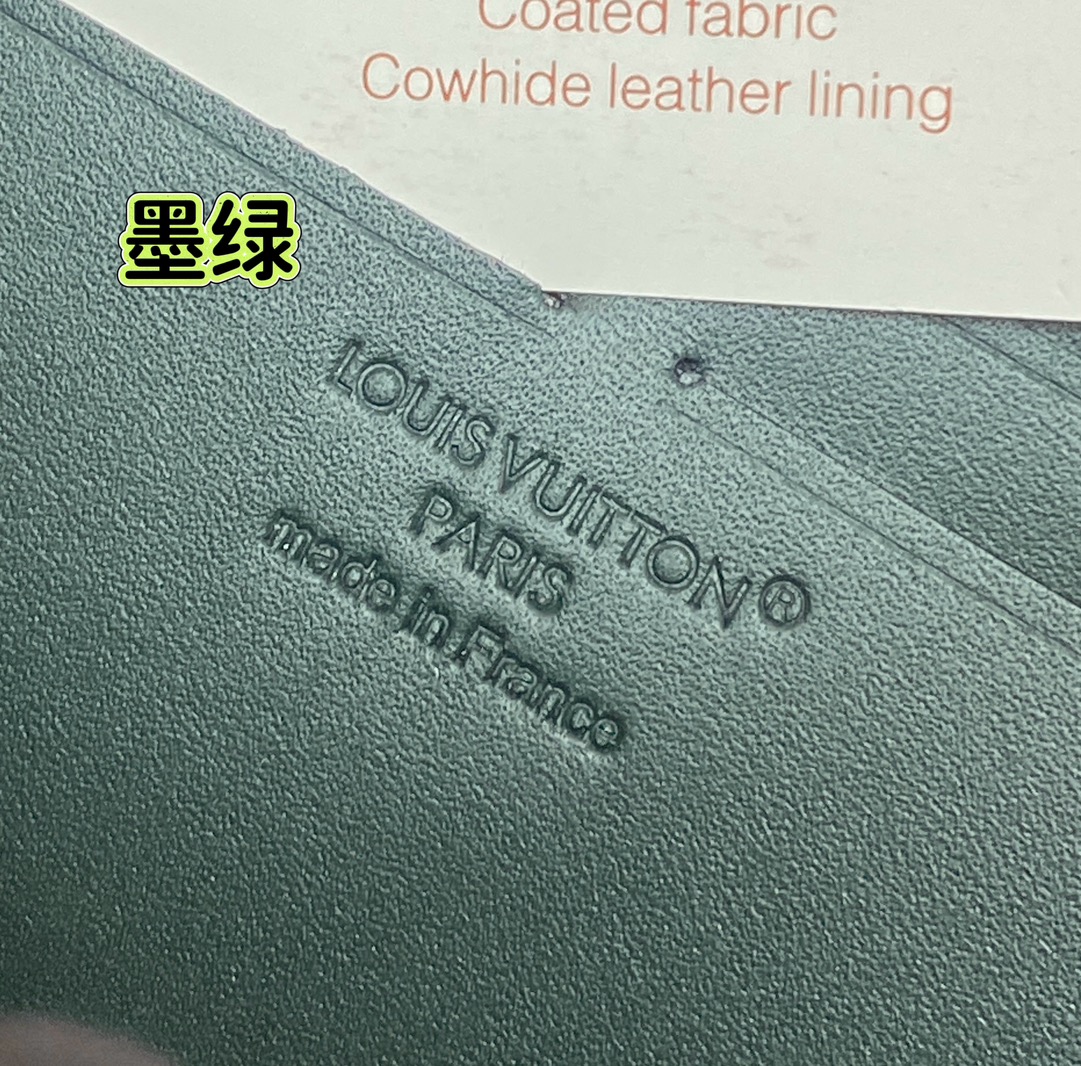 Coated fabric
Cowhide leather lining
墨绿
LOUIS VUITTON®
PARIS
made in France